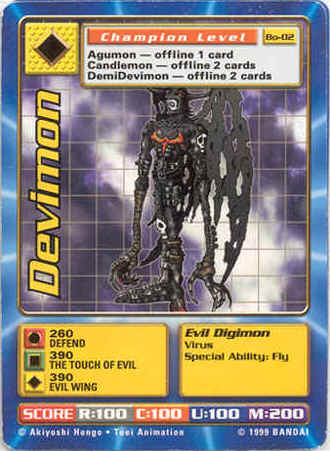 Champion Level
Bo-02
Agumon — offline 1 card
Candlemon — offline 2 cards
DemiDevimon — offline 2 cards
Devimon
260
DEFEND
390
THE TOUCH OF EVIL
390
EVIL WING
Evil Digimon
Virus
Special Ability: Fly
SCORE R:100 C:100 U:100 M:200
© Akiyoshi Hongo • Toei Animation © 1999 BANDAI